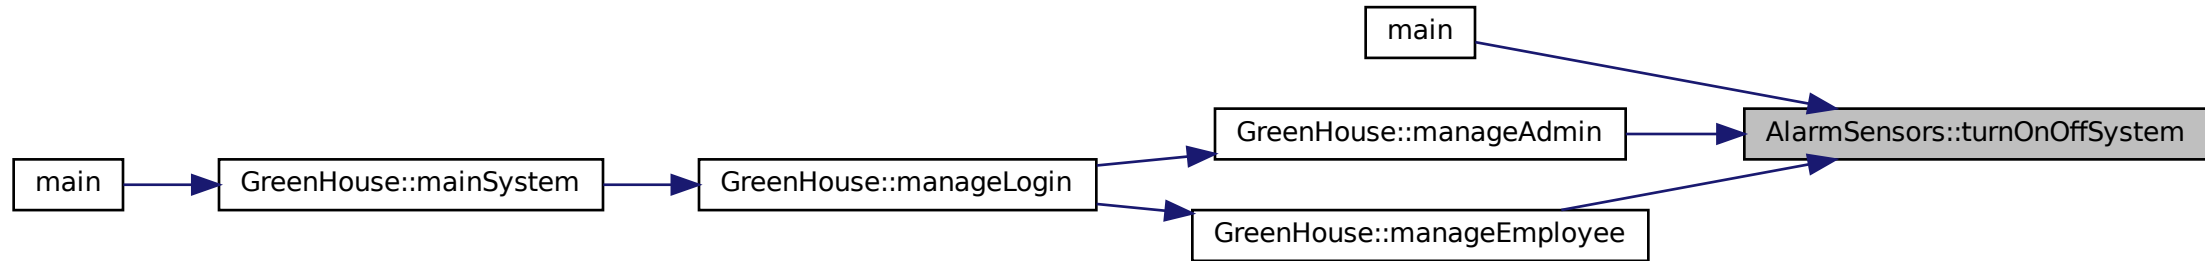 main
GreenHouse::manageAdmin
AlarmSensors::turnOnOffSystem
main
GreenHouse::mainSystem
GreenHouse::manageLogin
GreenHouse::manageEmployee